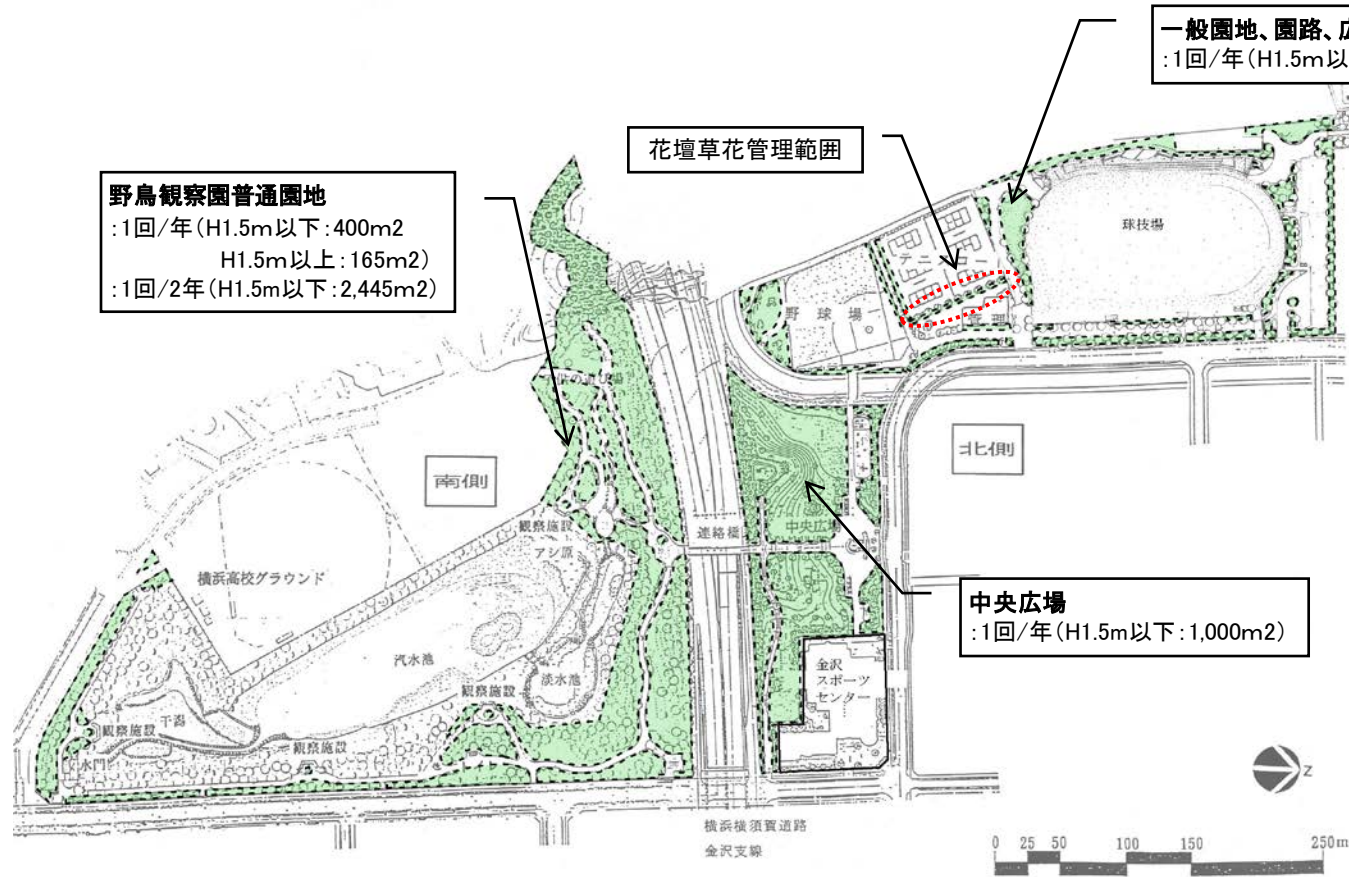 一般園地、園路、広
:1回/年(H1.5m以
花壇草花管理範囲
野鳥観察園普通園地
:1回/年(H1.5m以下:400m2
H1.5m以上:165m2)
:1回/2年(H1.5m以下:2,445m2)
球技場
テニスコート
野球場
管理
南側
北側
観察施設
アシ原
連絡橋
中央広場
横浜高校グラウンド
中央広場
:1回/年(H1.5m以下:1,000m2)
汽水池
淡水池
金沢
スポーツ
センター
観察施設
干潟
観察施設
観察施設
水門
Z
横浜横須賀道路
金沢支線
0 25 50 100 150 250m